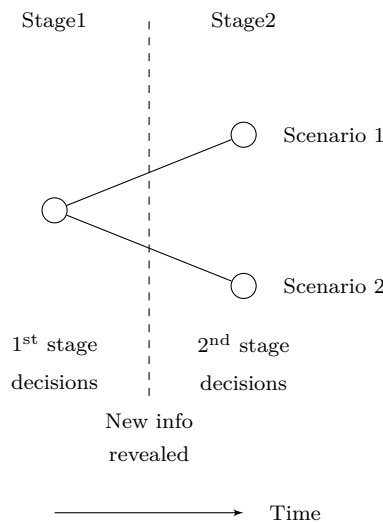 Stage1
Stage2
Scenario 1
Scenario 2
1st stage
decisions
2nd stage
decisions
New info
revealed
Time